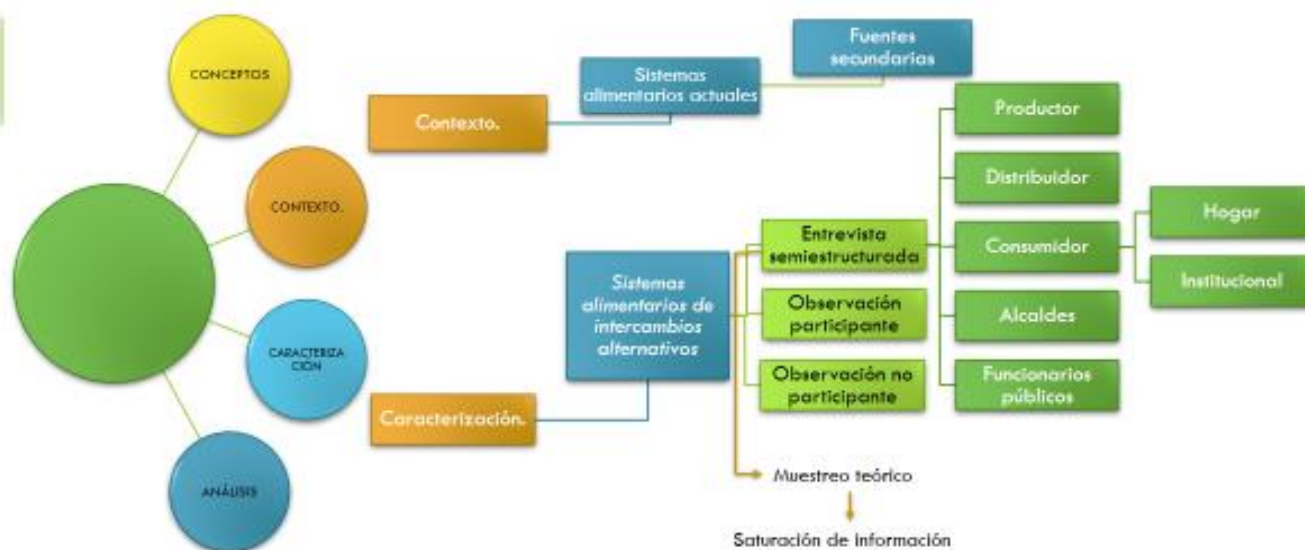 CONCEPTOS
CONTEXTO.
CARACTERIZA
CIÓN
ANÁLISIS
Contexto.
Sistemas
alimentarios actuales
Fuentes
secundarias
Caracterización.
Sistemas
alimentarios de
intercambios
alternativos
Entrevista
semiestructurada
Observación
participante
Observación no
participante
Productor
Distribuidor
Consumidor
Alcaldes
Funcionarios
públicos
Hogar
Institucional
Muestreo teórico
Saturación de información